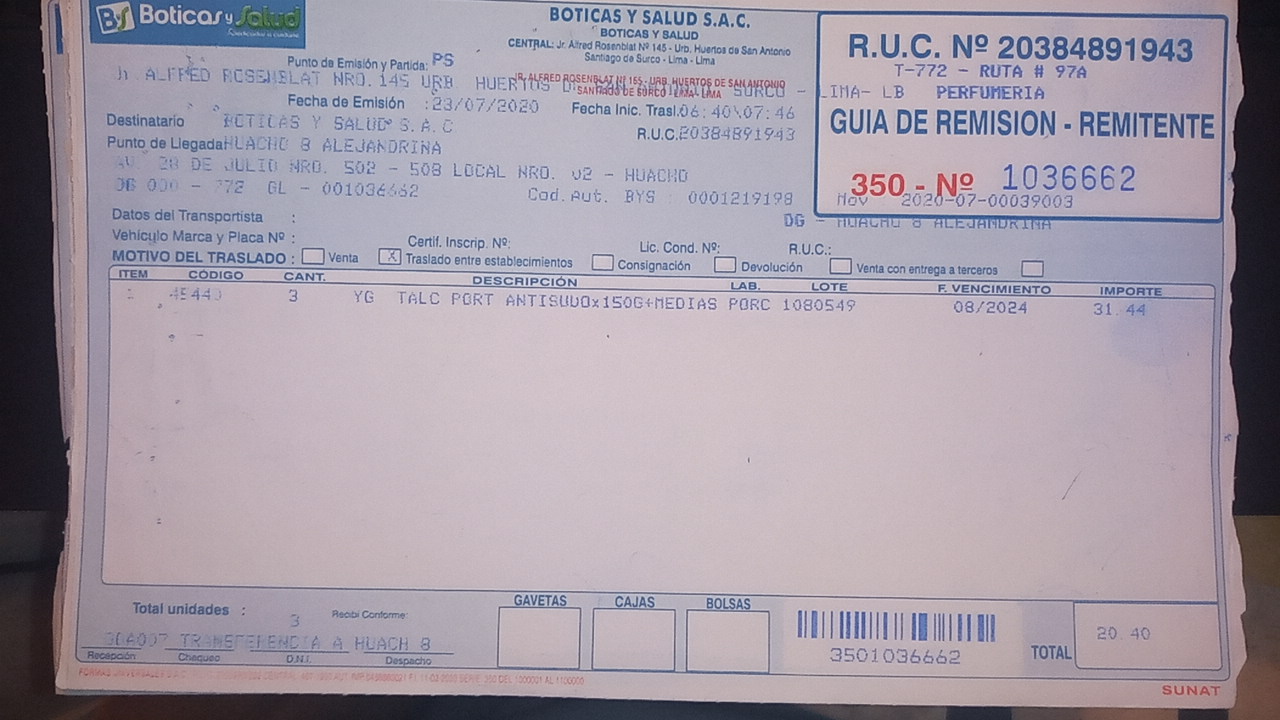 BS Boticas y Salud
BOTICAS Y SALUD S.A.C.
BOTICAS Y SALUD
CENTRAL: Jr. Alfred Rosenblat Nº 145 - Urb. Huertos de San Antonio
Santiago de Surco - Lima - Lima
R.U.C. Nº 20384891943
T-772 - RUTA # 97A
PERFUMERIA
GUIA DE REMISION - REMITENTE
350 - Nº 1036662
Nov 2020-07-00039003
Punto de Emisión y Partida: PS
Jr. ALFRED ROSENBLAT NRO. 145 URB. HUERTOS SURCO - LIMA- LB
JR. ALFRED ROSENBLAT Nº 155 - URB. HUERTOS DE SAN ANTONIO
SANTIAGO DE SURCO - LIMA - LIMA
Fecha de Emisión : 23/07/2020 Fecha Inic. Trasl. 06:40\07:46
Destinatario BOTICAS Y SALUD S.A.C R.U.C. 20384891943
Punto de Llegada HUACHO 8 ALEJANDRINA
AV. 28 DE JULIO NRO. 502 - 508 LOCAL NRO. 02 - HUACHO
DG 000 - 772 GL - 001036662 Cod.Aut. BYS 0001219198
DG - HUACHO 8 ALEJANDRINA
Datos del Transportista :
Vehículo Marca y Placa Nº : Certif. Inscrip. Nº: Lic. Cond. Nº: R.U.C.:
MOTIVO DEL TRASLADO : Venta X Traslado entre establecimientos Consignación Devolución Venta con entrega a terceros
ITEM CÓDIGO CANT. DESCRIPCIÓN LAB. LOTE F. VENCIMIENTO IMPORTE
1 45440 3 YG TALC PORT ANTISUDO×150G+MEDIAS PORC 1080549 08/2024 31.44
GAVETAS CAJAS BOLSAS
Total unidades : 3 Recibí Conforme:
TRANSFERENCIA A HUACH 8
Recepción Chequeo D.N.I. Despacho
3501036662
TOTAL 20.40
SUNAT